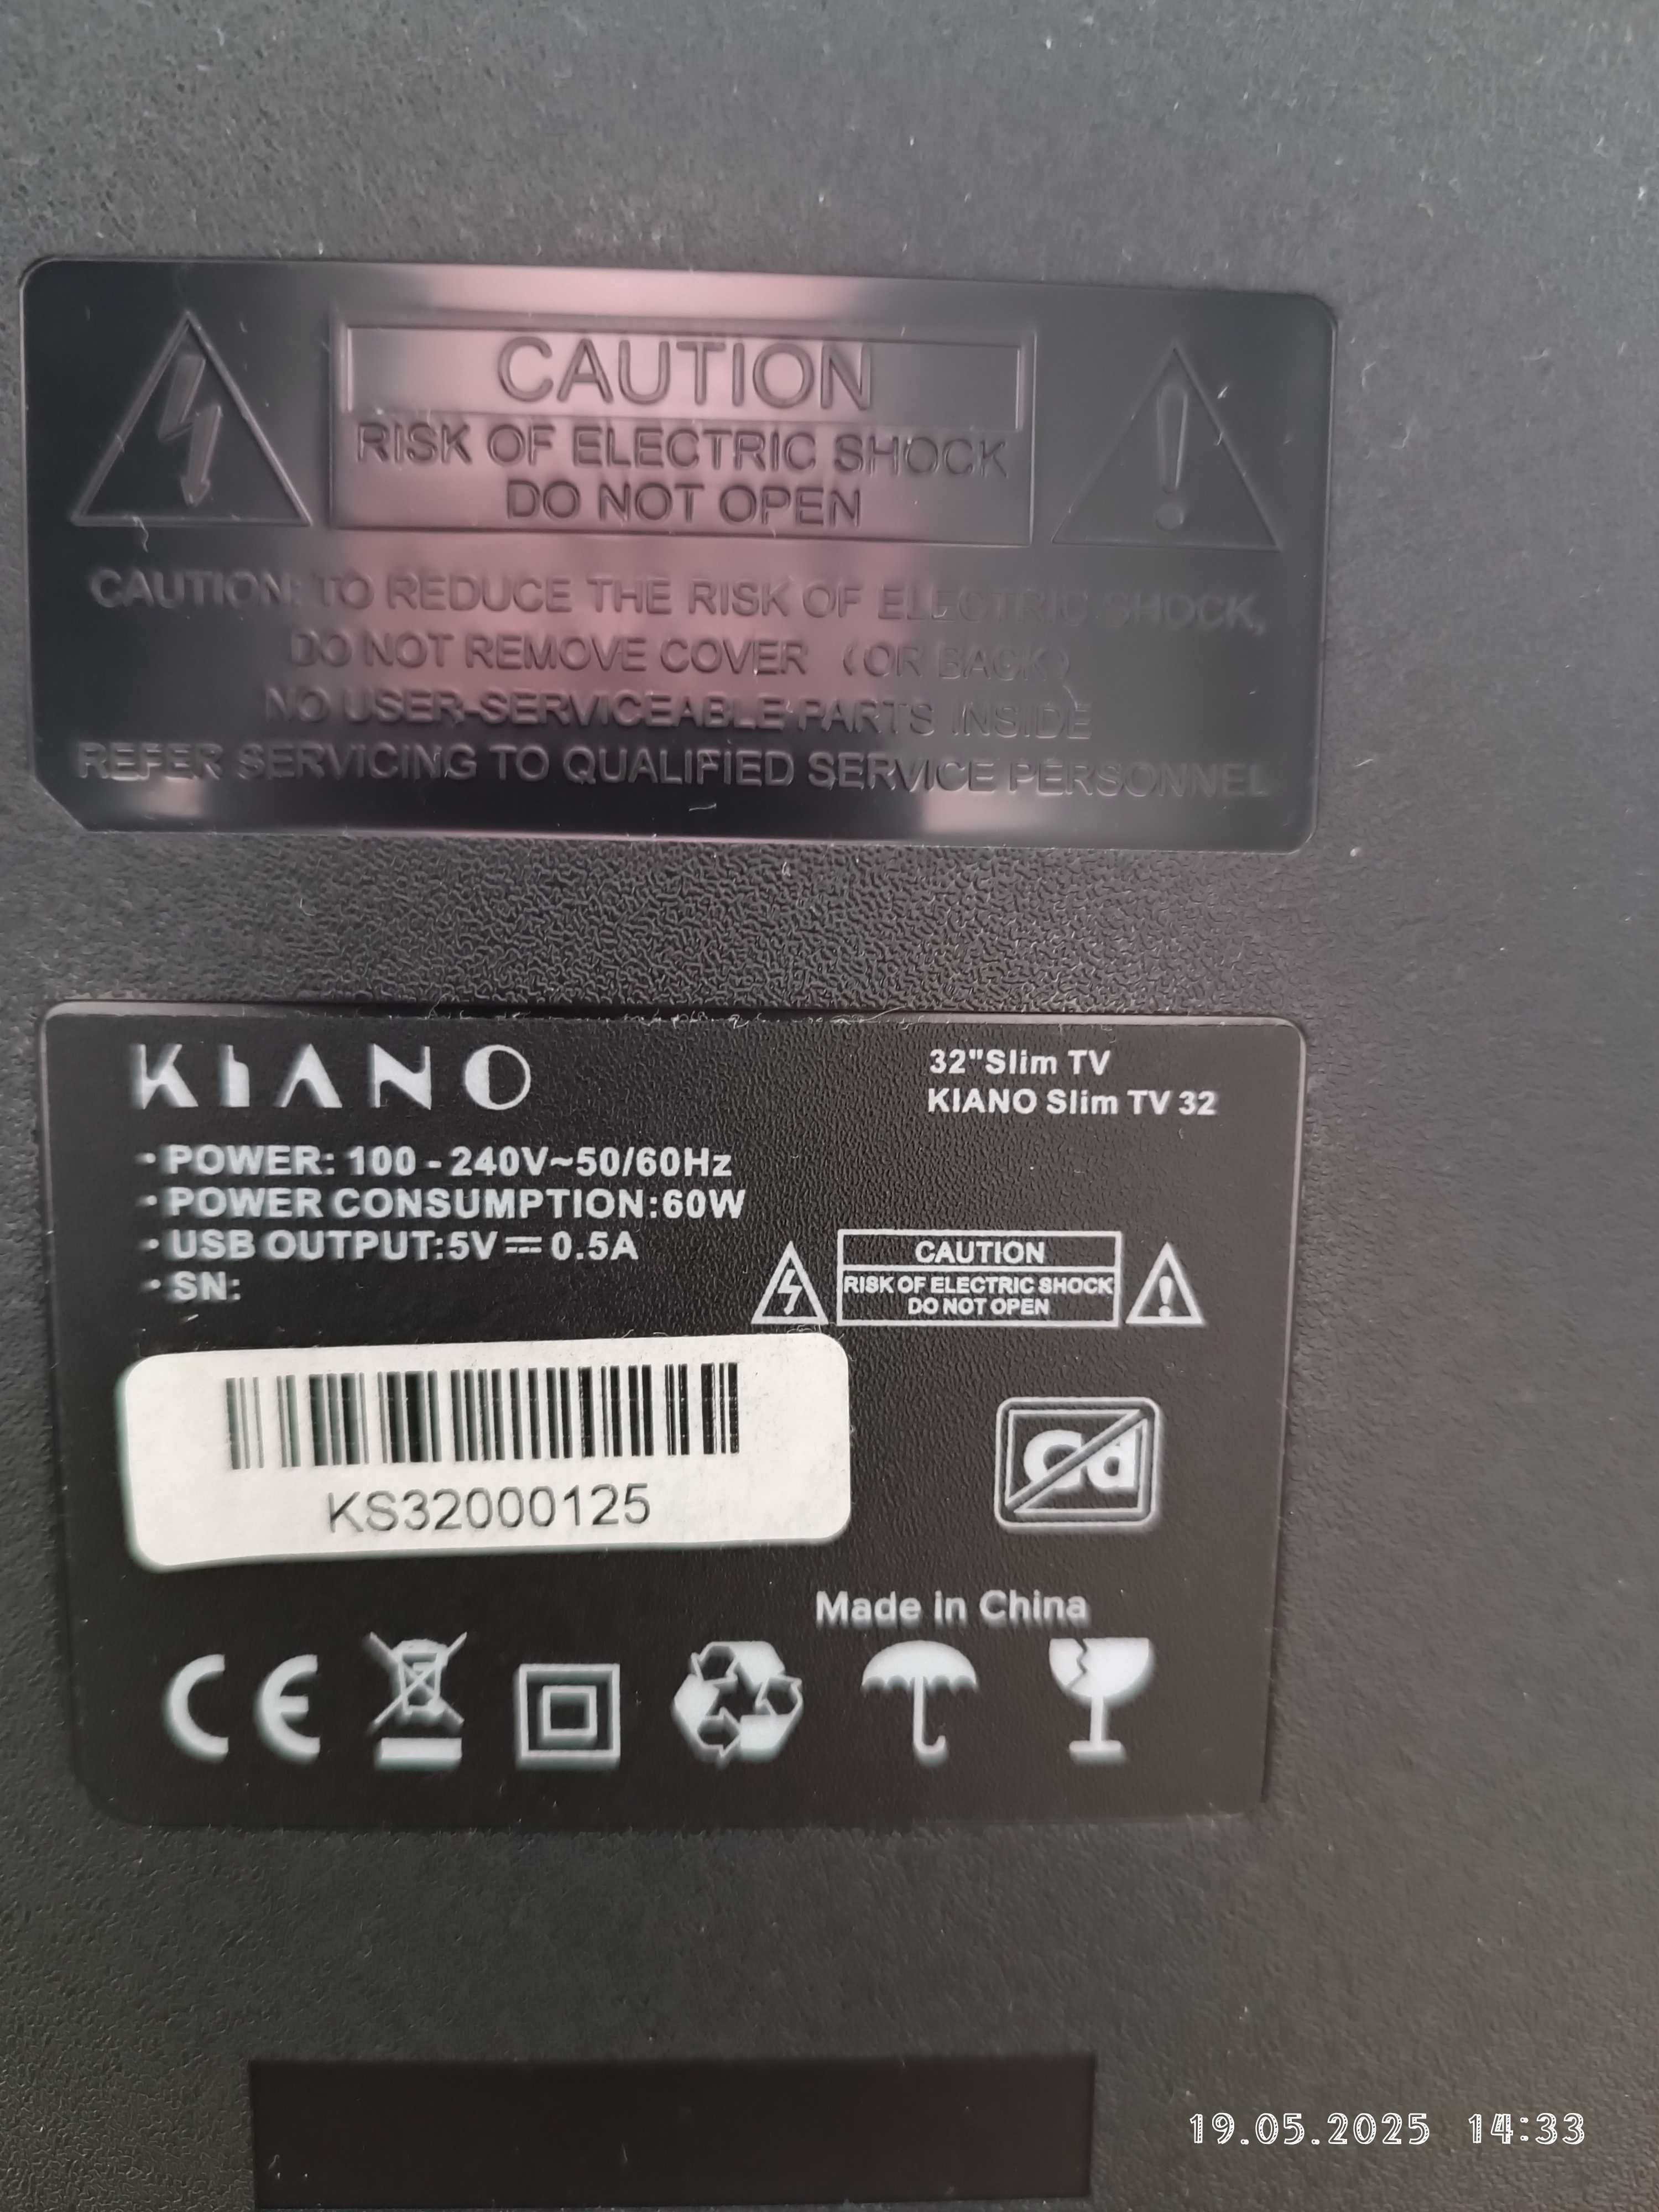 CAUTION
RISK OF ELECTRIC SHOCK
DO NOT OPEN
CAUTION: TO REDUCE THE RISK OF ELECTRIC SHOCK,
DO NOT REMOVE COVER (OR BACK)
NO USER-SERVICEABLE PARTS INSIDE
REFER SERVICING TO QUALIFIED SERVICE PERSONNEL
KIANO
32"Slim TV
KIANO Slim TV 32
• POWER: 100 - 240V~50/60Hz
• POWER CONSUMPTION:60W
• USB OUTPUT:5V⎓0.5A
• SN:
CAUTION
RISK OF ELECTRIC SHOCK
DO NOT OPEN
KS32000125
Cd
Made in China
CE
19.05.2025 14:33